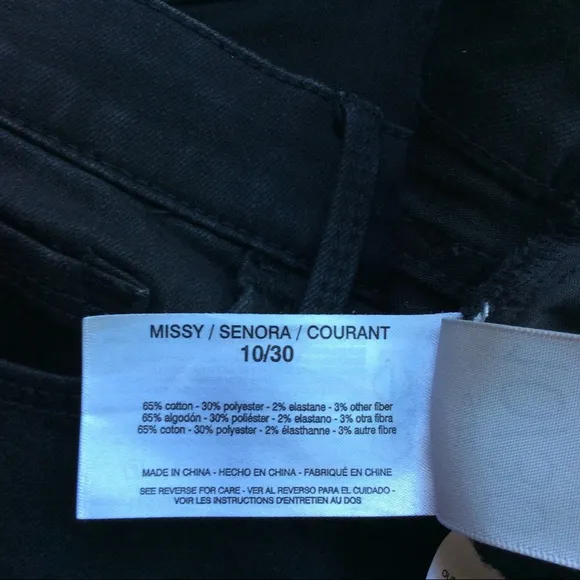 MISSY / SENORA / COURANT
10/30
65% cotton - 30% polyester - 2% elastane - 3% other fiber
65% algodón - 30% poliéster - 2% elastano - 3% otra fibra
65% coton - 30% polyester - 2% élasthanne - 3% autre fibre
MADE IN CHINA - HECHO EN CHINA - FABRIQUÉ EN CHINE
SEE REVERSE FOR CARE - VER AL REVERSO PARA EL CUIDADO -
VOIR LES INSTRUCTIONS D'ENTRETIEN AU DOS